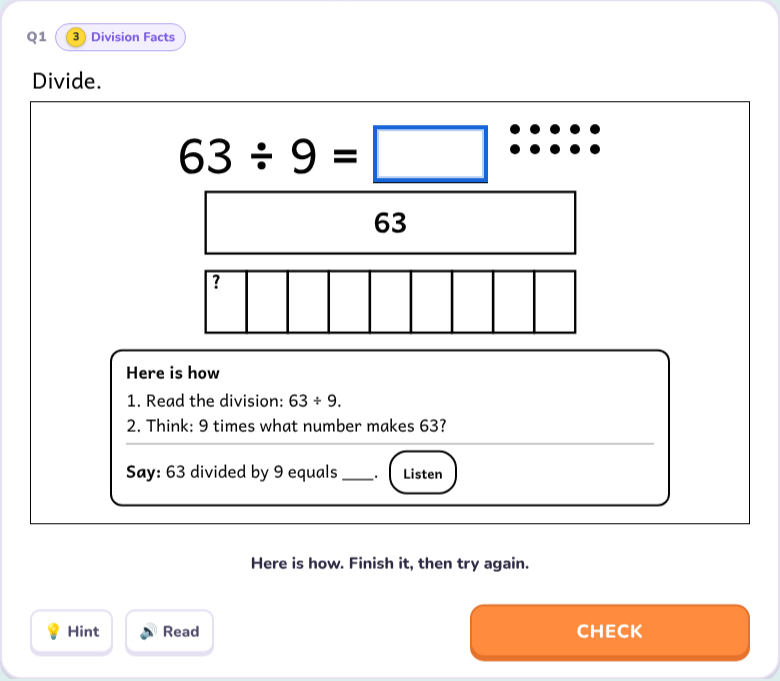 Q1 3 Division Facts
Divide.
63 ÷ 9 =
63
?
Here is how
1. Read the division: 63 ÷ 9.
2. Think: 9 times what number makes 63?
Say: 63 divided by 9 equals ____. Listen
Here is how. Finish it, then try again.
Hint Read CHECK